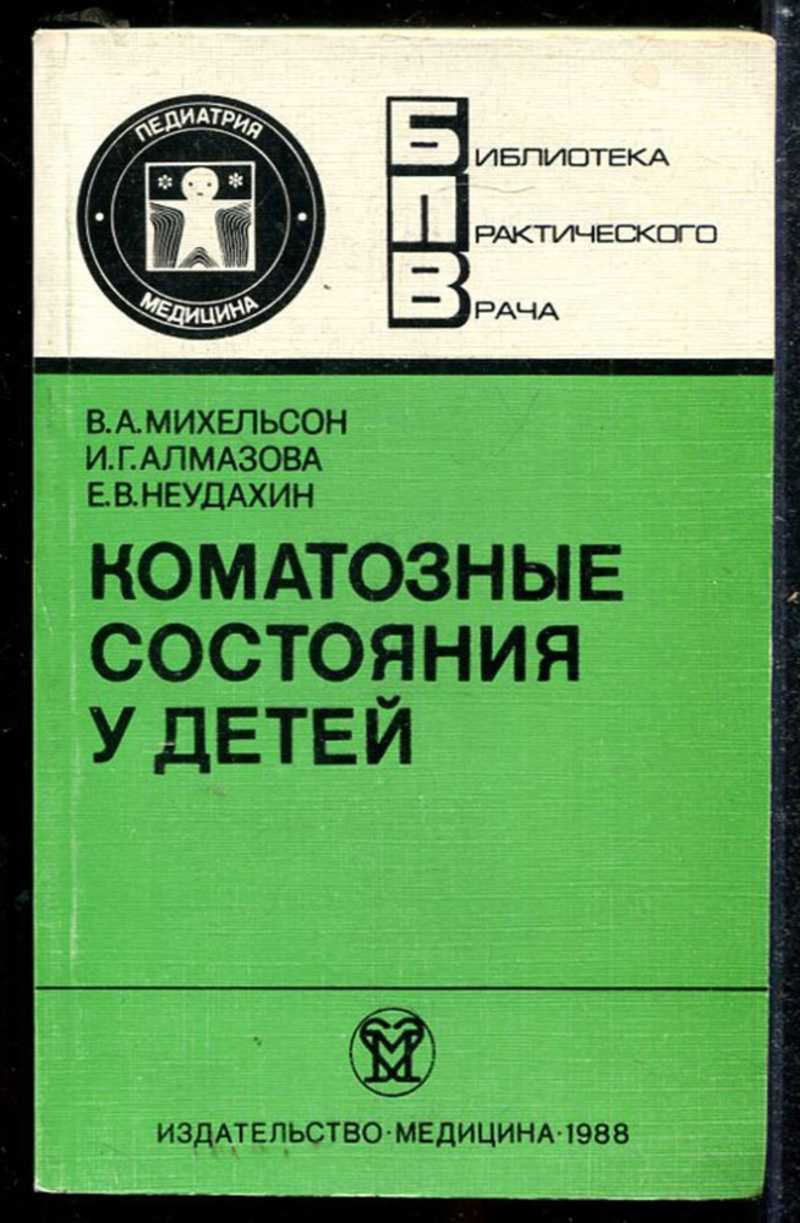 ПЕДИАТРИЯ
МЕДИЦИНА
БИБЛИОТЕКА
ПРАКТИЧЕСКОГО
ВРАЧА
В.А.МИХЕЛЬСОН
И.Г.АЛМАЗОВА
Е.В.НЕУДАХИН
КОМАТОЗНЫЕ
СОСТОЯНИЯ
У ДЕТЕЙ
М
ИЗДАТЕЛЬСТВО·МЕДИЦИНА·1988